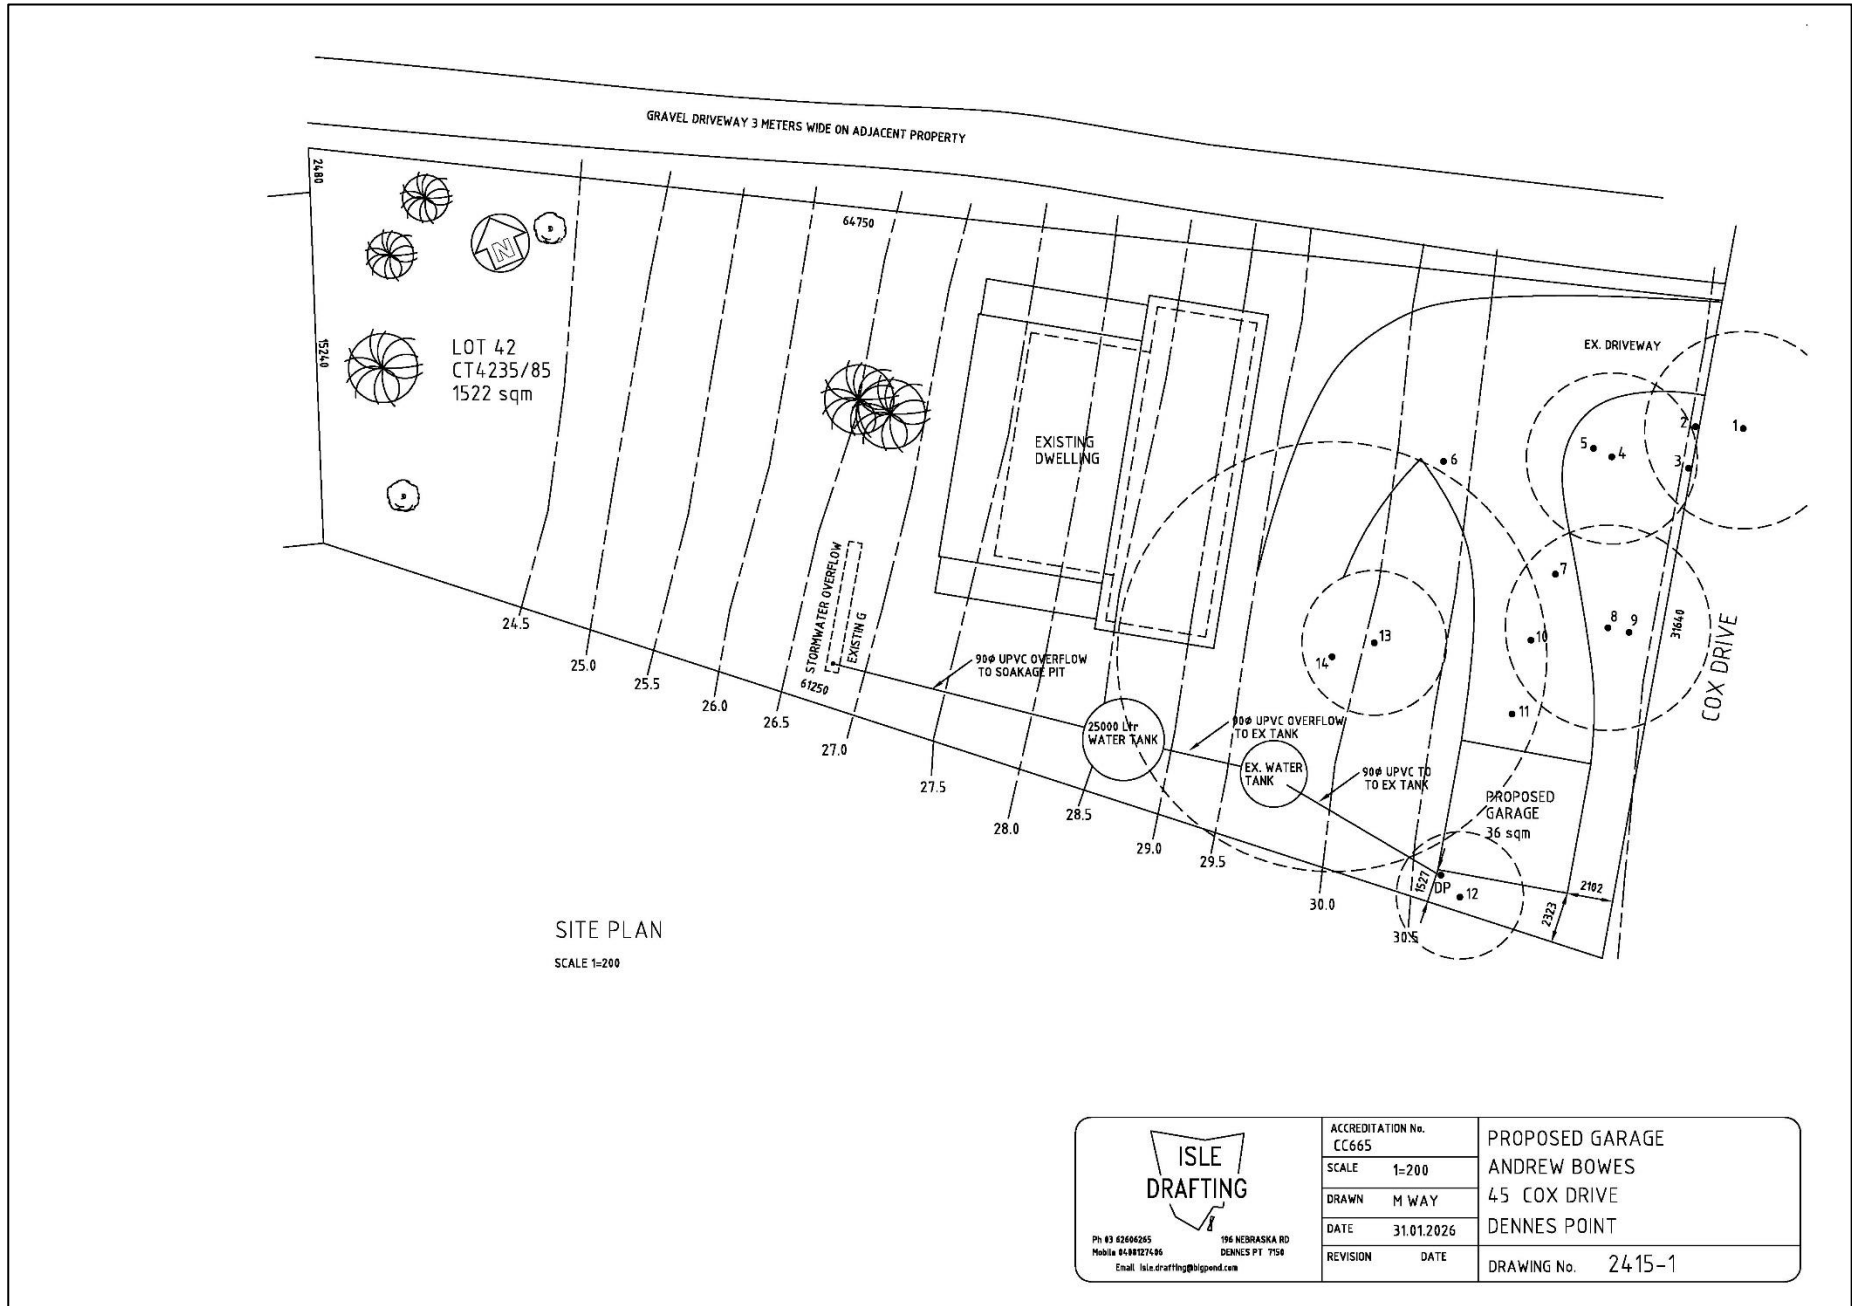 GRAVEL DRIVEWAY 3 METERS WIDE ON ADJACENT PROPERTY
2480
64750
N
15240
LOT 42
CT4235/85
1522 sqm
EX. DRIVEWAY
EXISTING
DWELLING
1
2
3
4
5
6
7
8
9
10
11
12
13
14
31640
COX DRIVE
STORMWATER OVERFLOW
EXISTIN G
61250
90Ø UPVC OVERFLOW
TO SOAKAGE PIT
25000 Ltr
WATER TANK
90Ø UPVC OVERFLOW
TO EX TANK
EX. WATER
TANK
90Ø UPVC TO
TO EX TANK
PROPOSED
GARAGE
36 sqm
DP
1527
2323
2102
24.5
25.0
25.5
26.0
26.5
27.0
27.5
28.0
28.5
29.0
29.5
30.0
30.5
SITE PLAN
SCALE 1=200
ISLE
DRAFTING
Ph 03 62606265
Mobile 0408127406
196 NEBRASKA RD
DENNES PT 7150
Email isle.drafting@bigpond.com
ACCREDITATION No.
CC665
SCALE 1=200
DRAWN M WAY
DATE 31.01.2026
REVISION DATE
PROPOSED GARAGE
ANDREW BOWES
45 COX DRIVE
DENNES POINT
DRAWING No. 2415-1